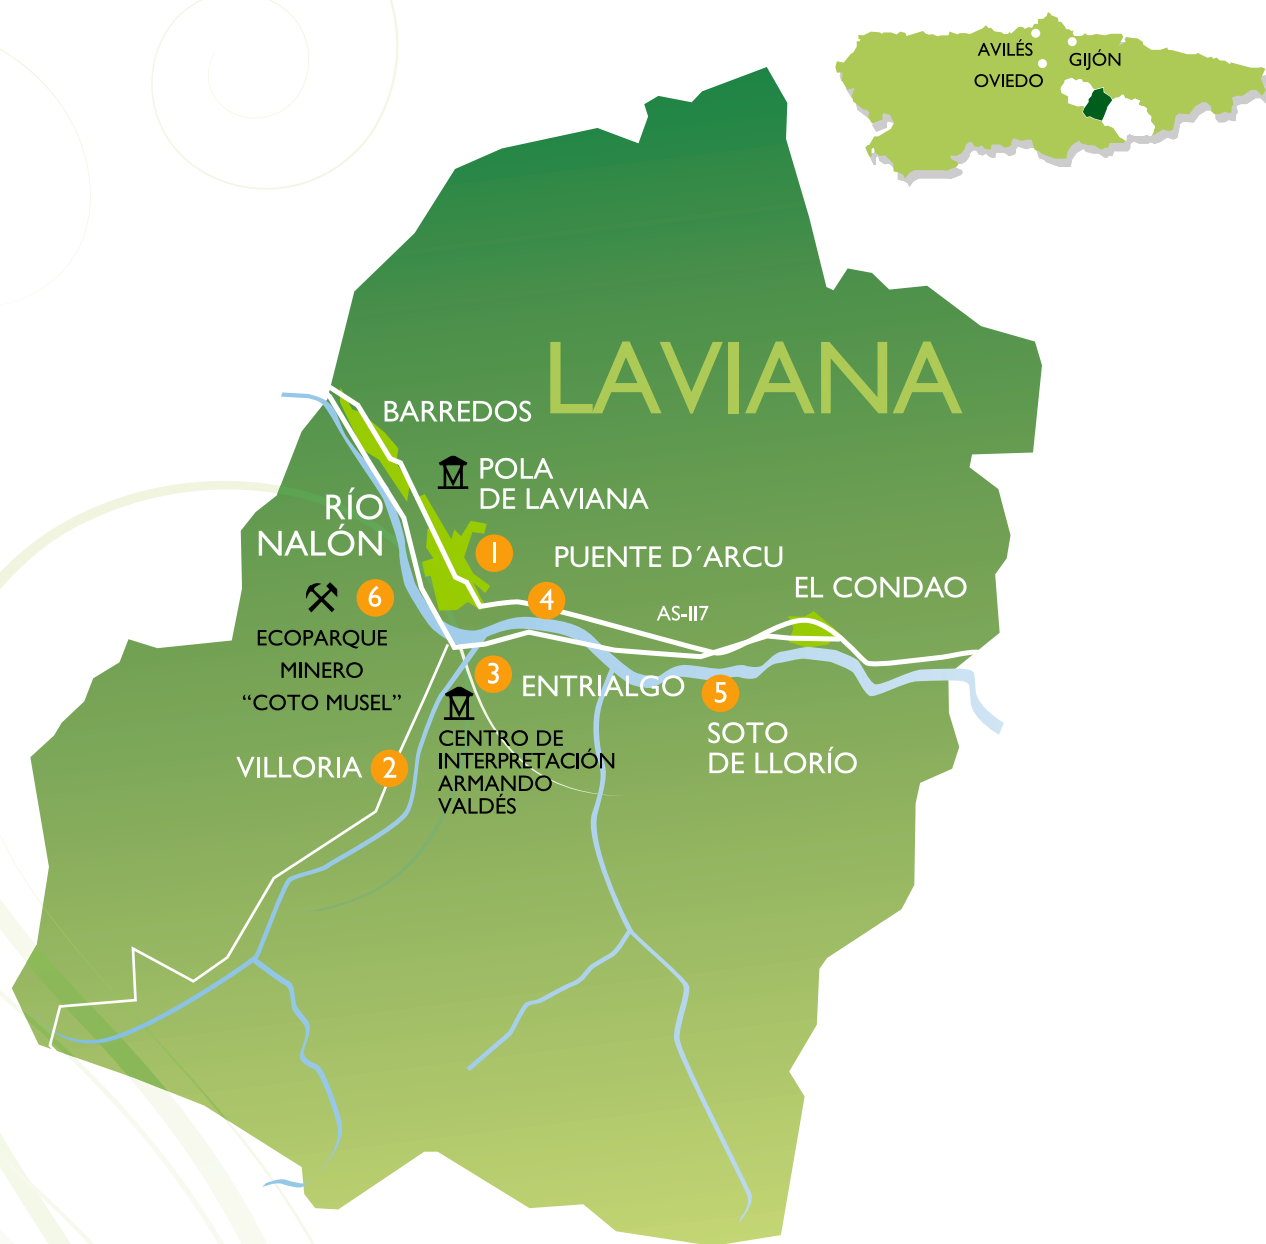 AVILÉS
GIJÓN
OVIEDO
LAVIANA
BARREDOS
POLA
DE LAVIANA
RÍO
NALÓN
1
PUENTE D´ARCU
EL CONDAO
6
4
AS-117
ECOPARQUE
MINERO
“COTO MUSEL”
3
ENTRIALGO
5
SOTO
DE LLORÍO
CENTRO DE
INTERPRETACIÓN
ARMANDO
VALDÉS
VILLORIA
2